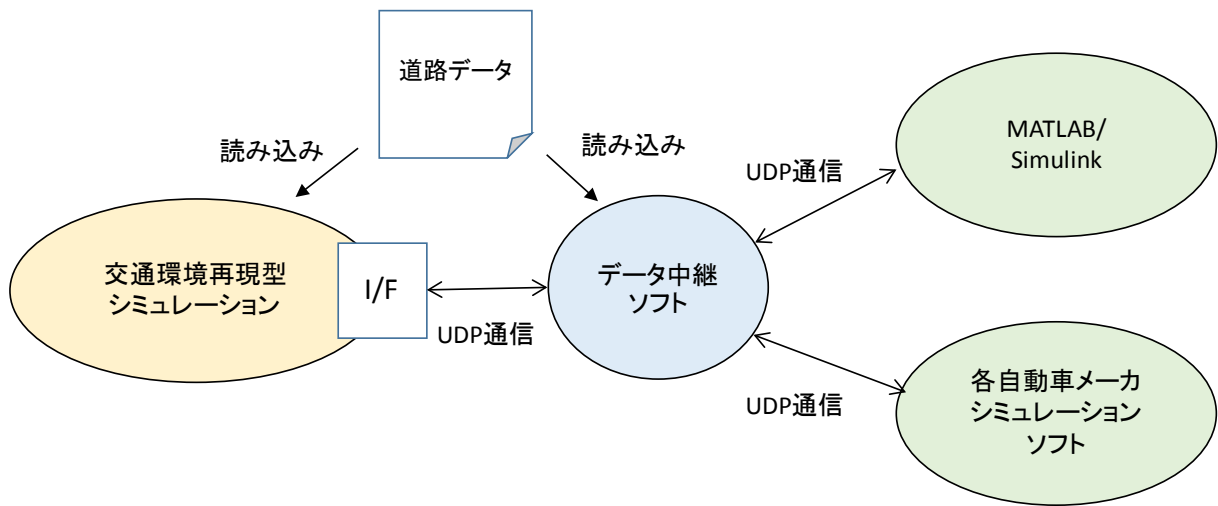 道路データ
読み込み
読み込み
MATLAB/
Simulink
UDP通信
交通環境再現型
シミュレーション
I/F
UDP通信
データ中継
ソフト
UDP通信
各自動車メーカ
シミュレーション
ソフト